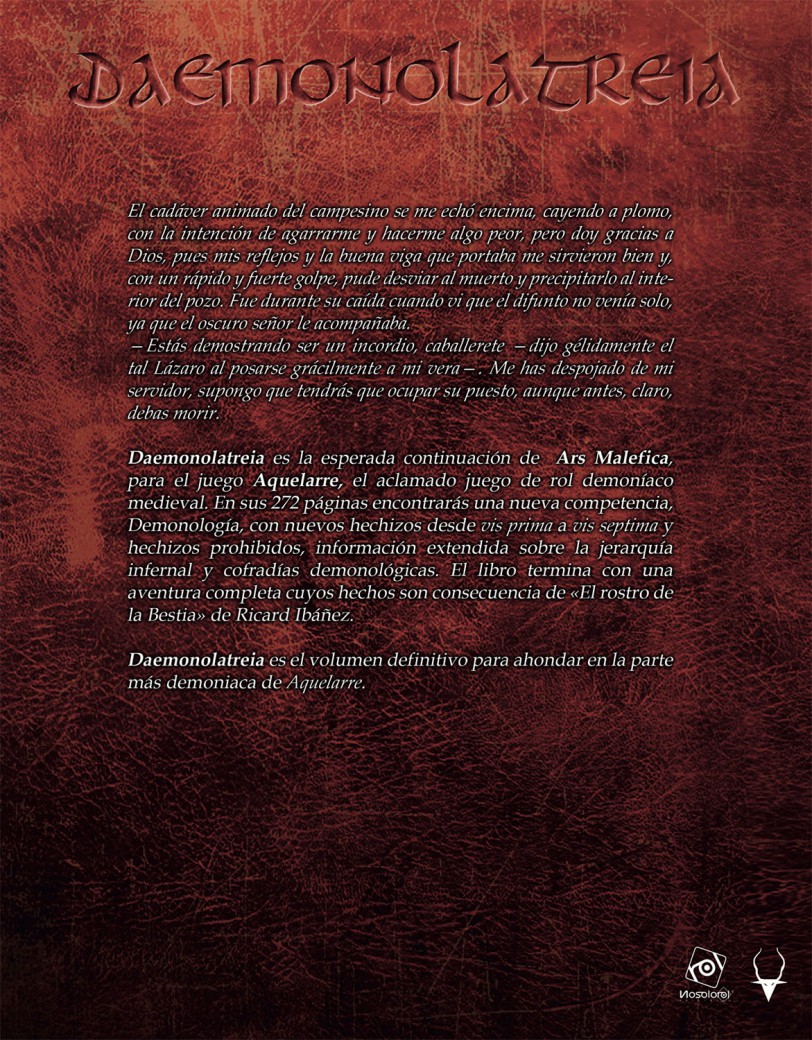 DAEMONOLATREIA
El cadáver animado del campesino se me echó encima, cayendo a plomo,
con la intención de agarrarme y hacerme algo peor, pero doy gracias a
Dios, pues mis reflejos y la buena viga que portaba me sirvieron bien y,
con un rápido y fuerte golpe, pude desviar al muerto y precipitarlo al inte-
rior del pozo. Fue durante su caída cuando vi que el difunto no venía solo,
ya que el oscuro señor le acompañaba.
—Estás demostrando ser un incordio, caballerete —dijo gélidamente el
tal Lázaro al posarse grácilmente a mi vera—. Me has despojado de mi
servidor, supongo que tendrás que ocupar su puesto, aunque antes, claro,
debas morir.
Daemonolatreia es la esperada continuación de Ars Malefica,
para el juego Aquelarre, el aclamado juego de rol demoníaco
medieval. En sus 272 páginas encontrarás una nueva competencia,
Demonología, con nuevos hechizos desde vis prima a vis septima y
hechizos prohibidos, información extendida sobre la jerarquía
infernal y cofradías demonológicas. El libro termina con una
aventura completa cuyos hechos son consecuencia de «El rostro de
la Bestia» de Ricard Ibáñez.
Daemonolatreia es el volumen definitivo para ahondar en la parte
más demoniaca de Aquelarre.
Nosolorol